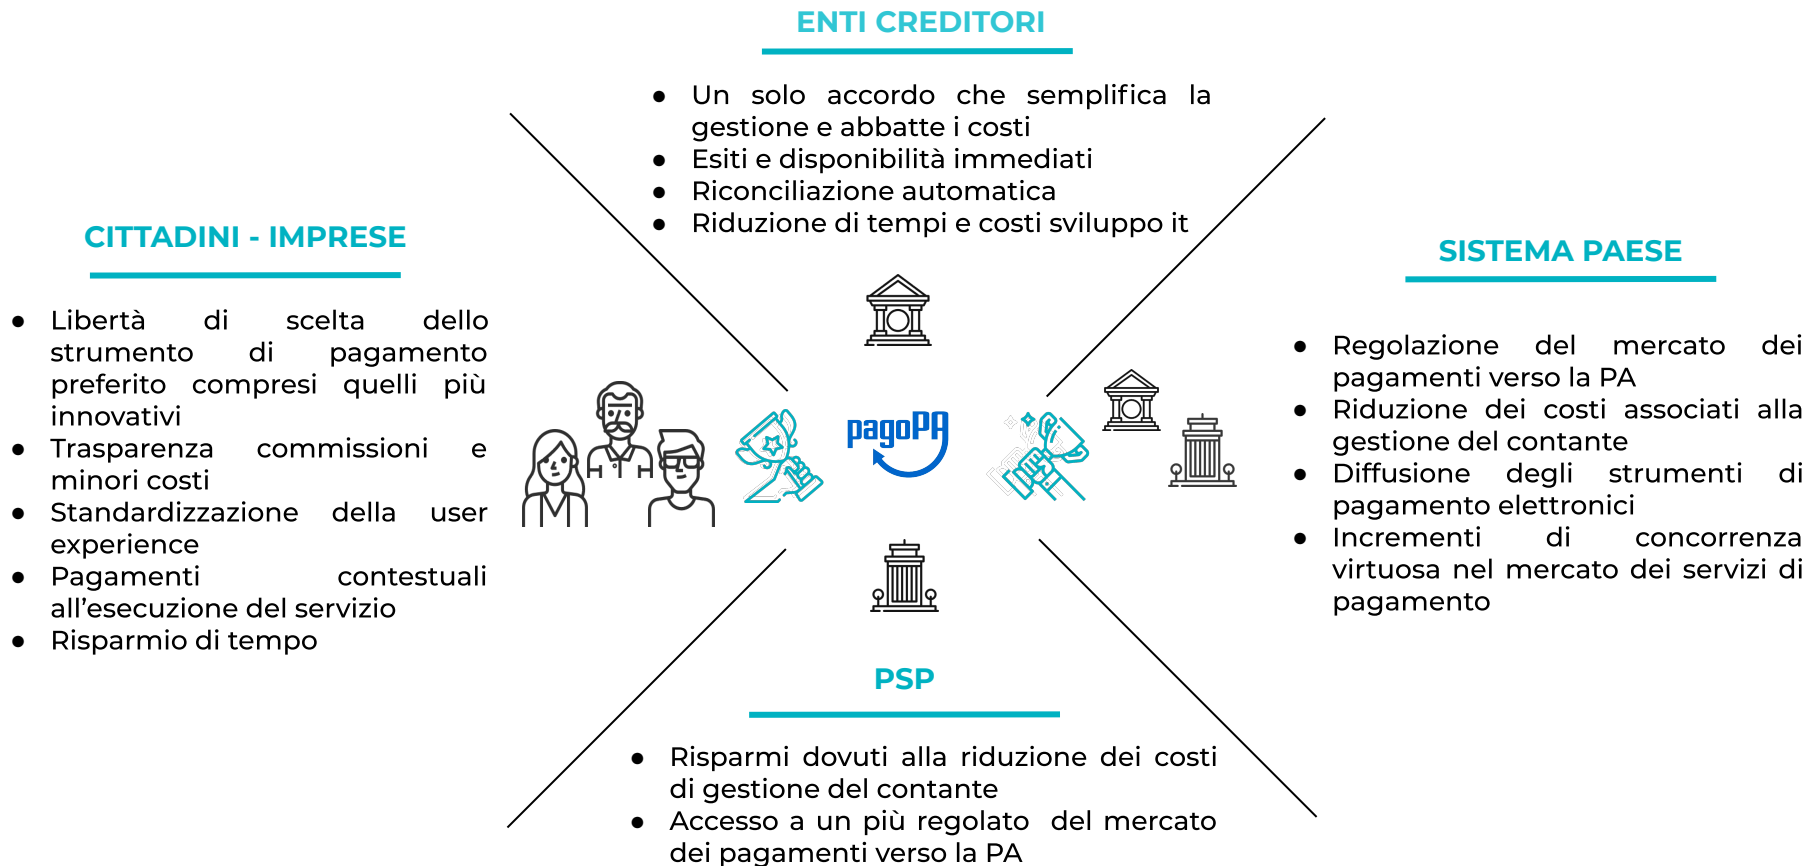 ENTI CREDITORI
● Un solo accordo che semplifica la
gestione e abbatte i costi
● Esiti e disponibilità immediati
● Riconciliazione automatica
● Riduzione di tempi e costi sviluppo it
CITTADINI - IMPRESE
● Libertà di scelta dello
strumento di pagamento
preferito compresi quelli più
innovativi
● Trasparenza commissioni e
minori costi
● Standardizzazione della user
experience
● Pagamenti contestuali
all’esecuzione del servizio
● Risparmio di tempo
pagoPA
SISTEMA PAESE
● Regolazione del mercato dei
pagamenti verso la PA
● Riduzione dei costi associati alla
gestione del contante
● Diffusione degli strumenti di
pagamento elettronici
● Incrementi di concorrenza
virtuosa nel mercato dei servizi di
pagamento
PSP
● Risparmi dovuti alla riduzione dei costi
di gestione del contante
● Accesso a un più regolato del mercato
dei pagamenti verso la PA